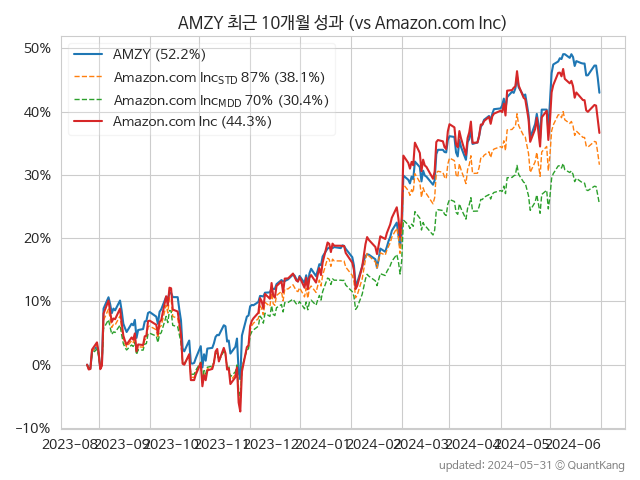 AMZY 최근 10개월 성과 (vs Amazon.com Inc)
50%
40%
30%
20%
10%
0%
−10%
AMZY (52.2%)
Amazon.com Inc_STD 87% (38.1%)
Amazon.com Inc_MDD 70% (30.4%)
Amazon.com Inc (44.3%)
2023-08 2023-09 2023-10 2023-11 2023-12 2024-01 2024-02 2024-03 2024-04 2024-05 2024-06
updated: 2024-05-31 ⓒ QuantKang